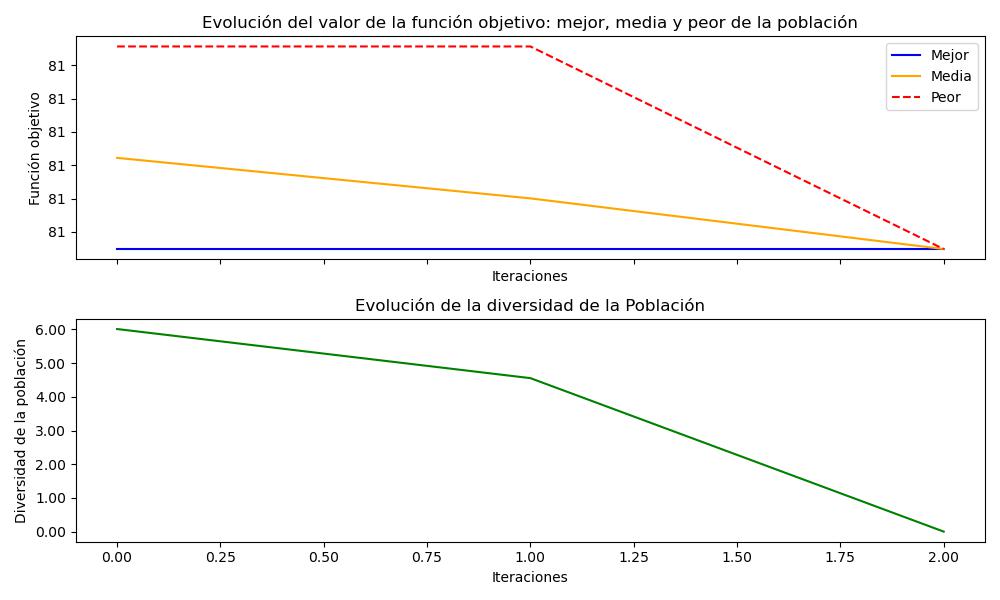 Evolución del valor de la función objetivo: mejor, media y peor de la población
Función objetivo
81
81
81
81
81
81
Mejor
Media
Peor
Iteraciones
Evolución de la diversidad de la Población
Diversidad de la población
6.00
5.00
4.00
3.00
2.00
1.00
0.00
0.00 0.25 0.50 0.75 1.00 1.25 1.50 1.75 2.00
Iteraciones